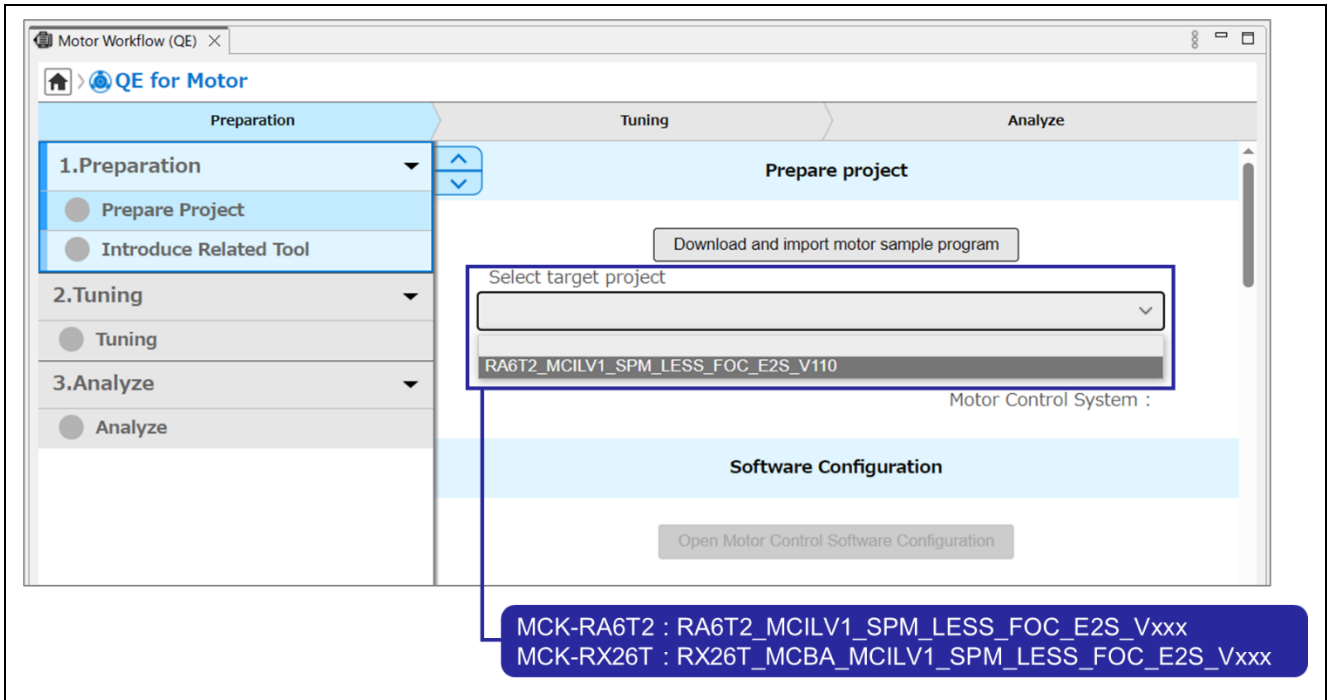 Motor Workflow (QE)
QE for Motor
Preparation
Tuning
Analyze
1.Preparation
Prepare Project
Introduce Related Tool
2.Tuning
Tuning
3.Analyze
Analyze
Prepare project
Download and import motor sample program
Select target project
RA6T2_MCILV1_SPM_LESS_FOC_E2S_V110
Motor Control System :
Software Configuration
Open Motor Control Software Configuration
MCK-RA6T2 : RA6T2_MCILV1_SPM_LESS_FOC_E2S_Vxxx
MCK-RX26T : RX26T_MCBA_MCILV1_SPM_LESS_FOC_E2S_Vxxx